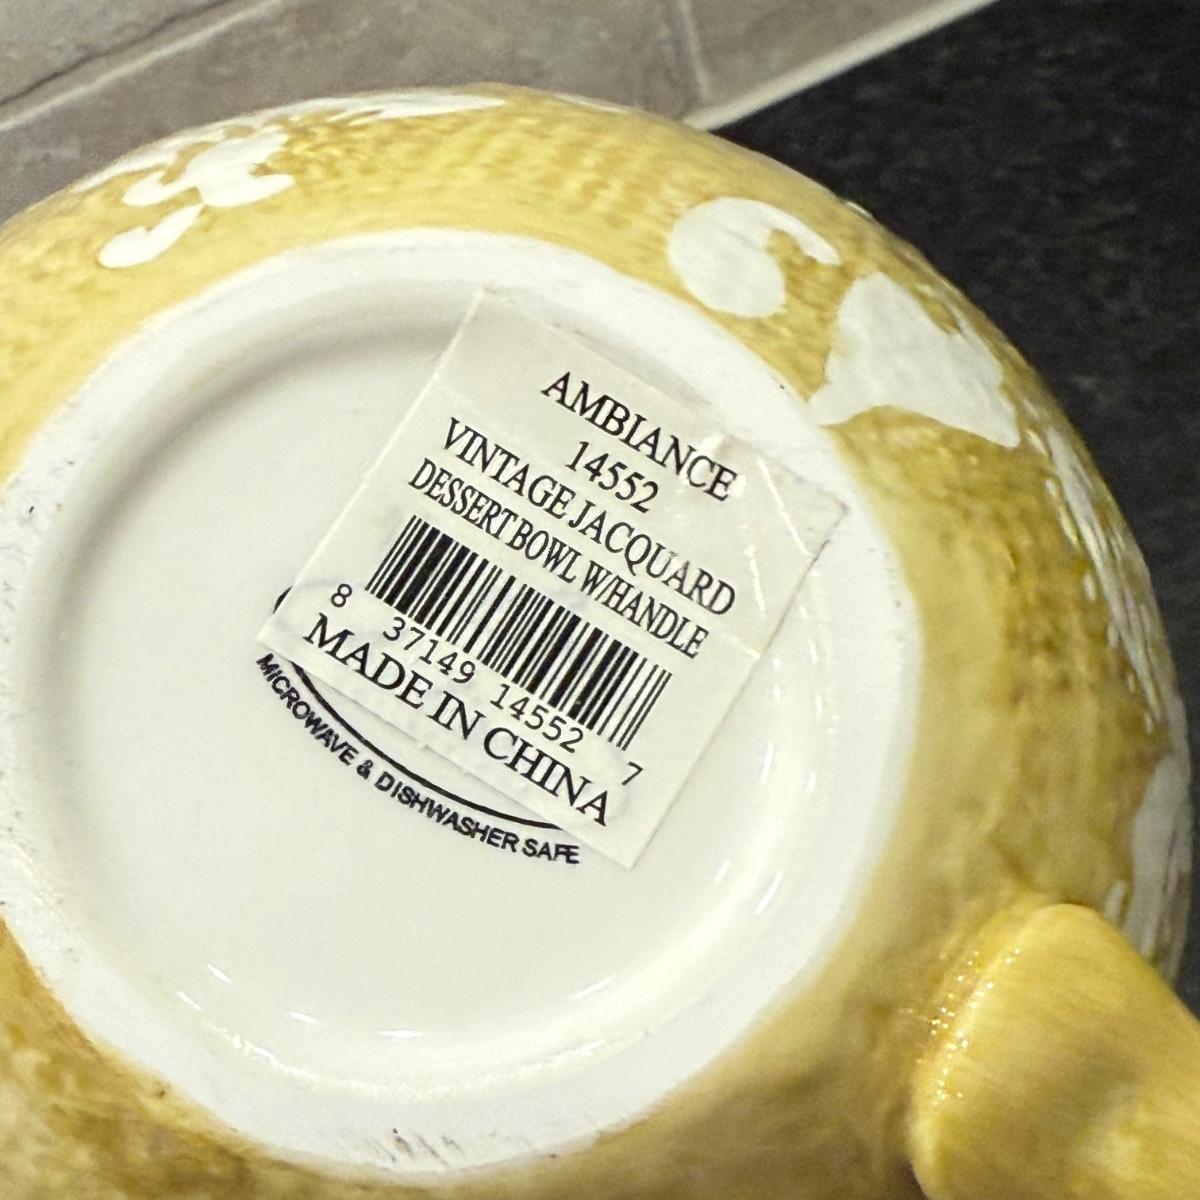 AMBIANCE
14552
VINTAGE JACQUARD
DESSERT BOWL W/HANDLE
8 37149 14552 7
MADE IN CHINA
MICROWAVE & DISHWASHER SAFE